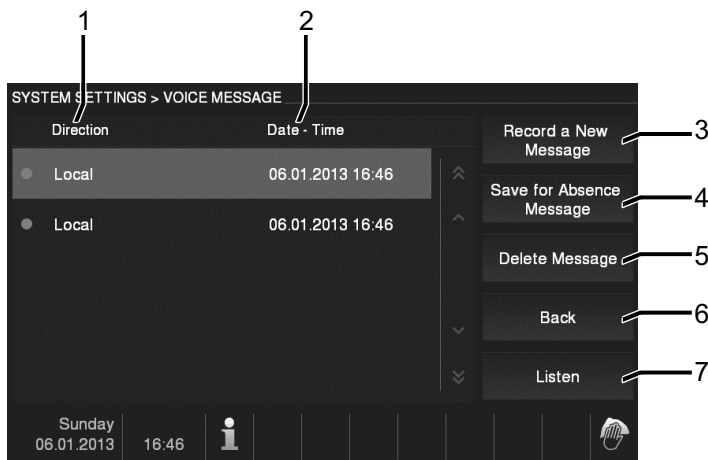 1 2
SYSTEM SETTINGS > VOICE MESSAGE
Direction Date - Time
Local 06.01.2013 16:46
Local 06.01.2013 16:46
Record a New
Message
3
Save for Absence
Message
4
Delete Message 5
Back 6
Listen 7
Sunday
06.01.2013 16:46 i